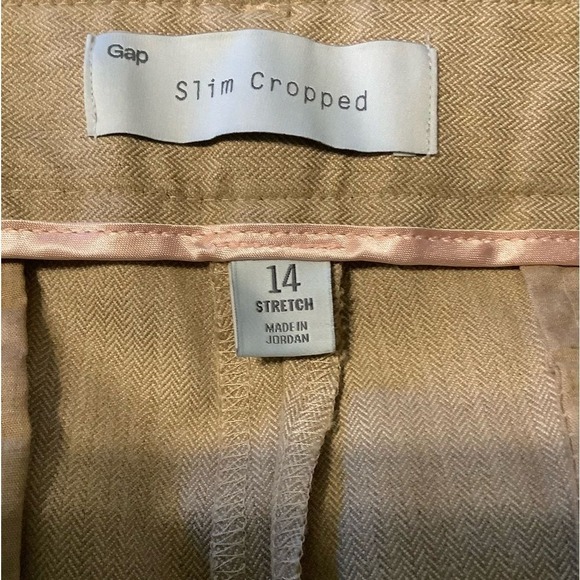 Gap
Slim Cropped
14
STRETCH
MADE IN
JORDAN